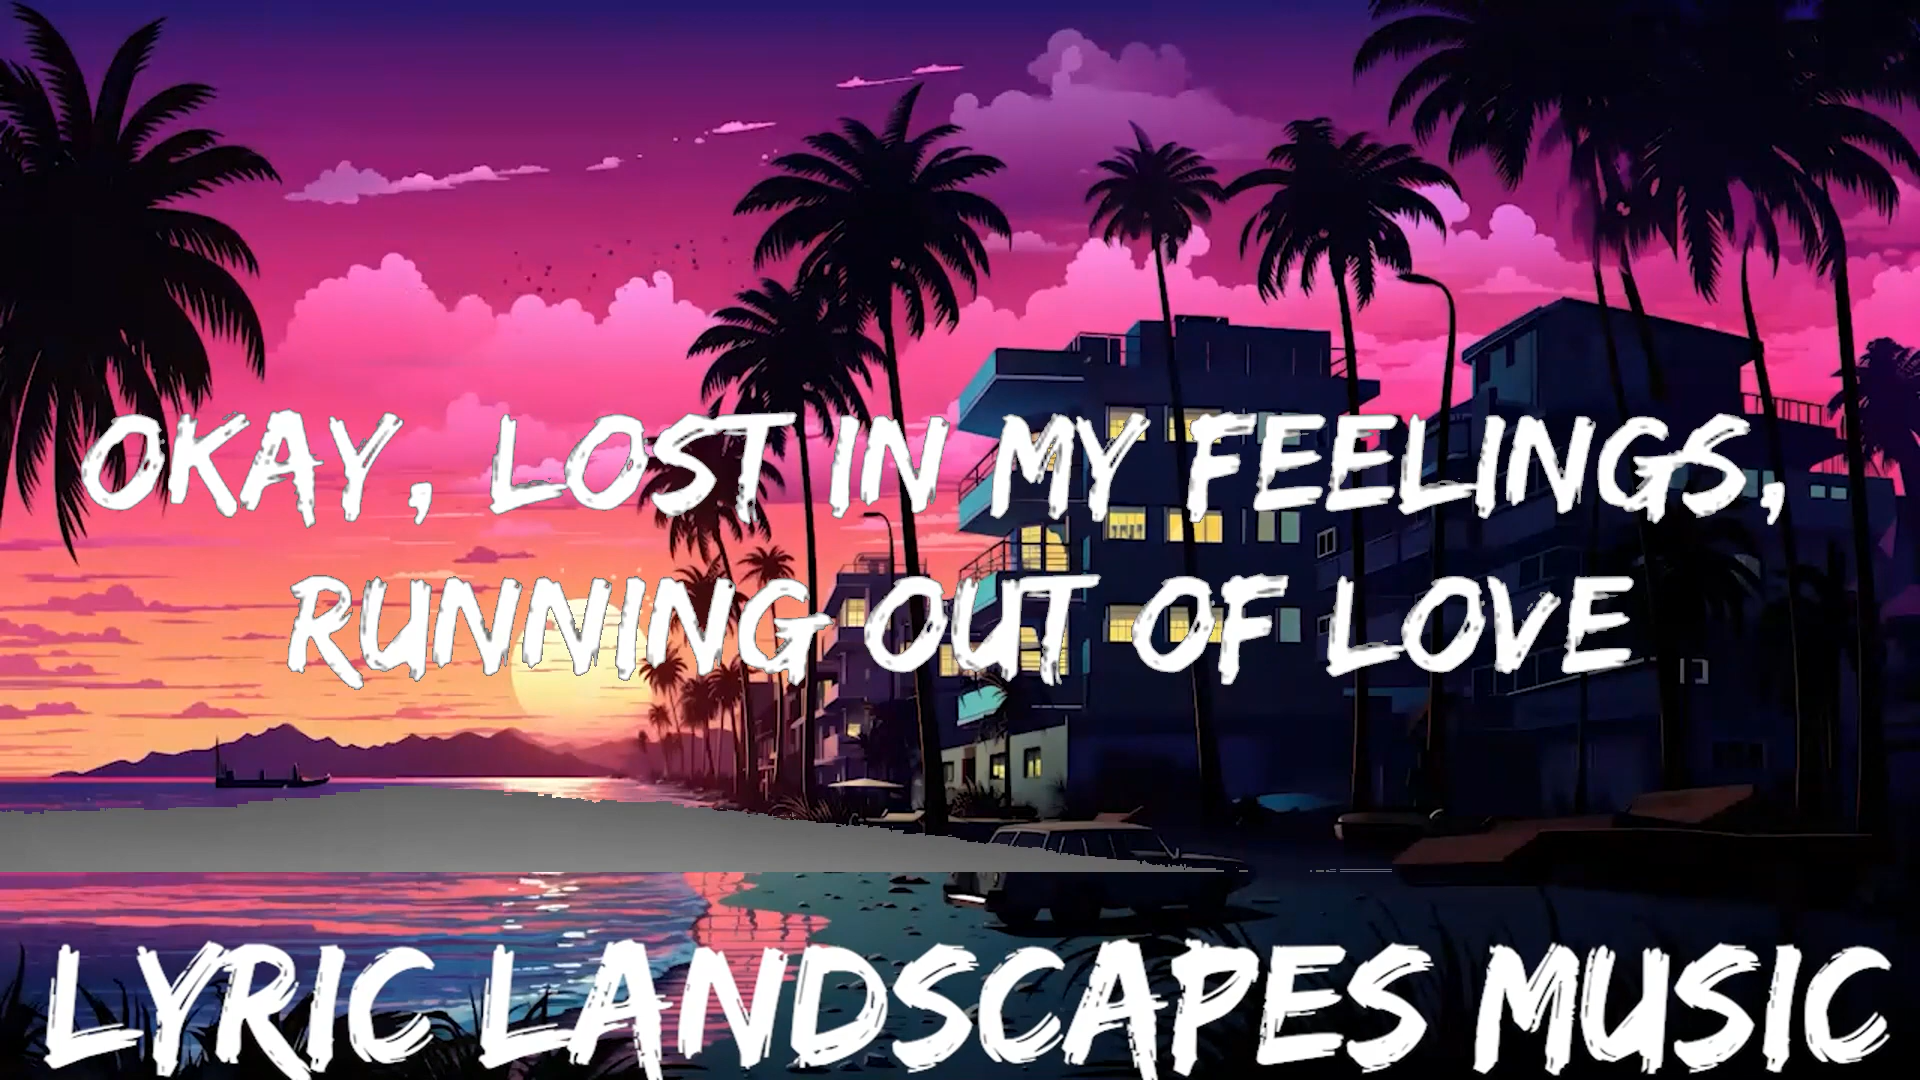 OKAY, LOST IN MY FEELINGS,
RUNNING OUT OF LOVE
LYRIC LANDSCAPES MUSIC